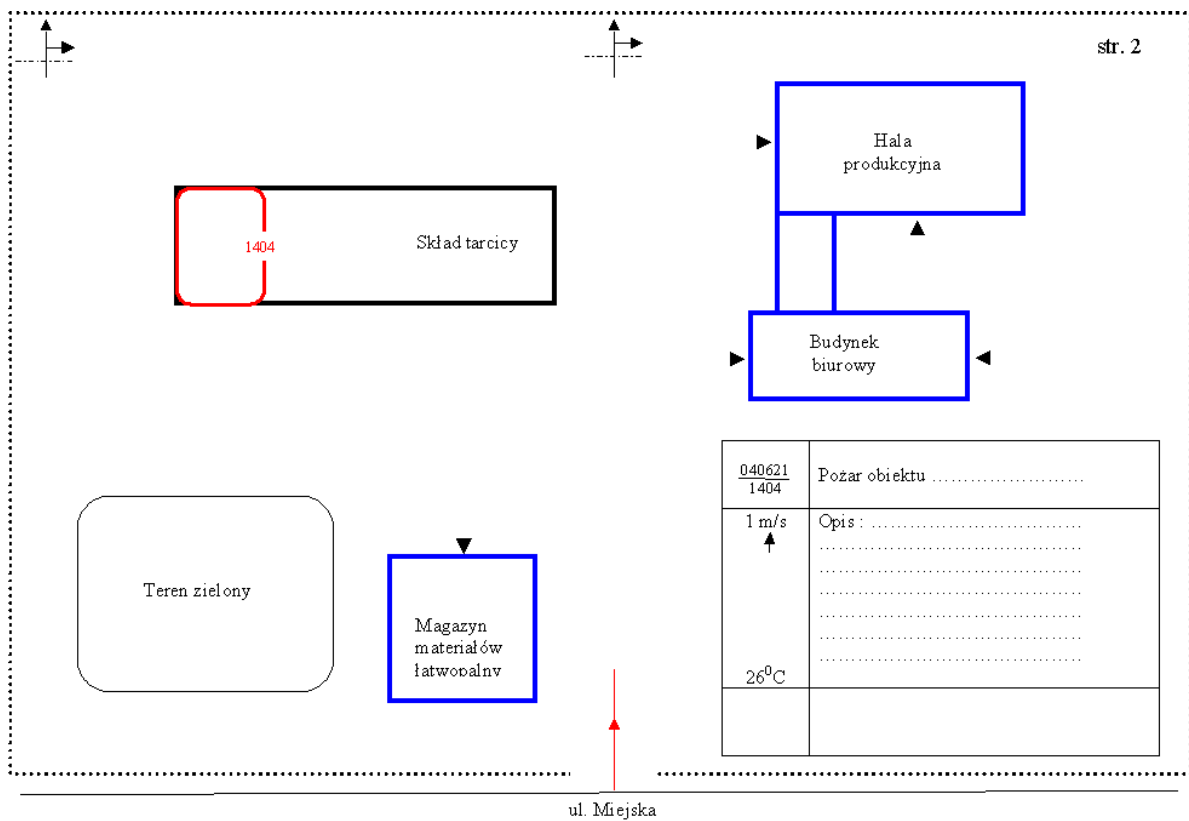 str. 2
Hala
produkcyjna
1404
Skład tarcicy
Budynek
biurowy
040621
1404
Pożar obiektu ........................
1 m/s
Opis : .................................
.........................................
.........................................
.........................................
.........................................
.........................................
.........................................
26⁰C
Teren zielony
Magazyn
materiałów
łatwopalny
ul. Miejska